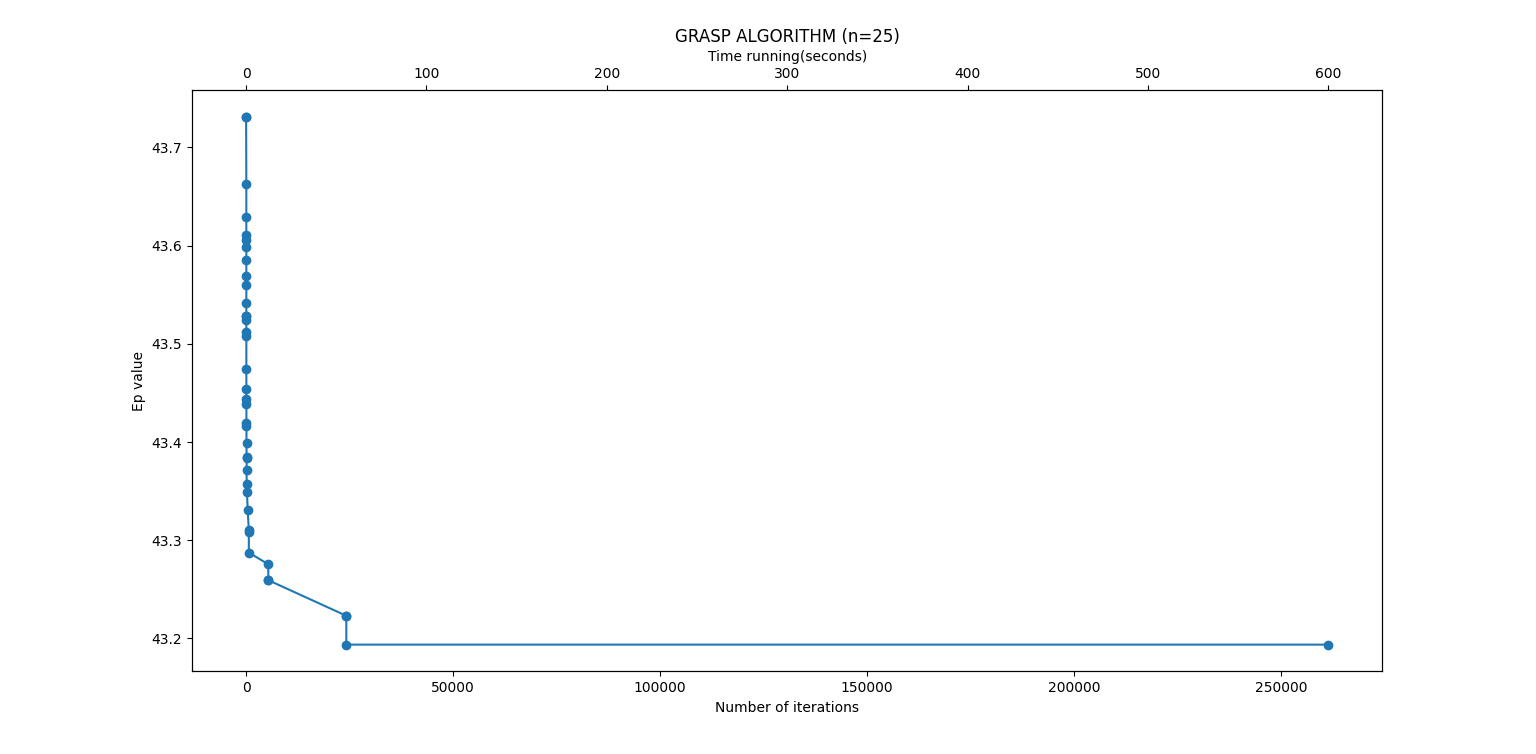 GRASP ALGORITHM (n=25)
Time running(seconds)
0 100 200 300 400 500 600
43.7
43.6
43.5
43.4
43.3
43.2
Ep value
0 50000 100000 150000 200000 250000
Number of iterations